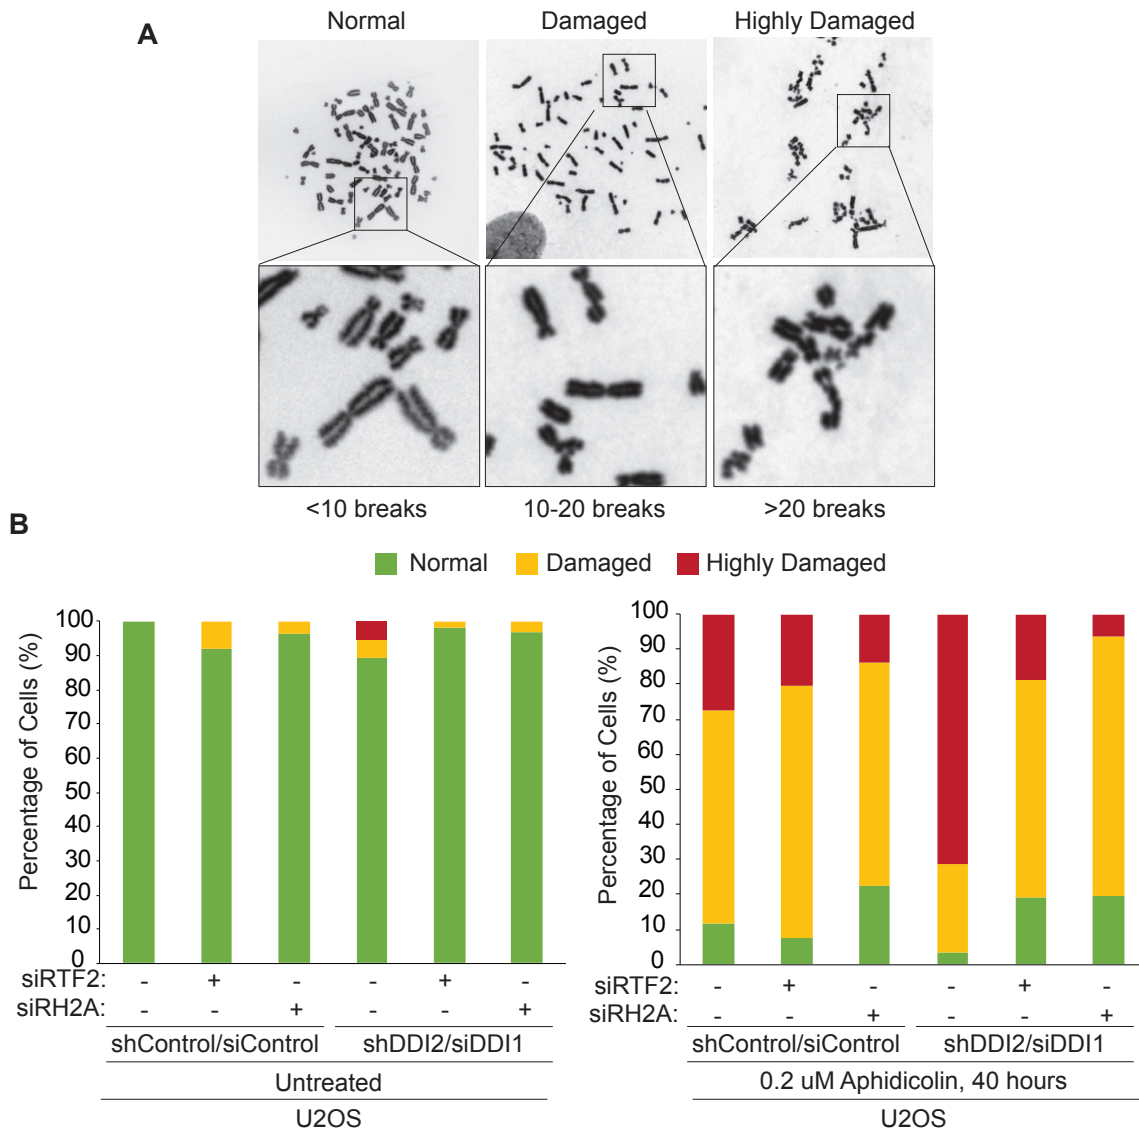 A
Normal Damaged Highly Damaged
<10 breaks 10-20 breaks >20 breaks
B
Normal Damaged Highly Damaged
Percentage of Cells (%)
100
90
80
70
60
50
40
30
20
10
0
siRTF2: - + - - + -
siRH2A: - - + - - +
shControl/siControl shDDI2/siDDI1
Untreated
U2OS
Percentage of Cells (%)
100
90
80
70
60
50
40
30
20
10
0
siRTF2: - + - - + -
siRH2A: - - + - - +
shControl/siControl shDDI2/siDDI1
0.2 uM Aphidicolin, 40 hours
U2OS